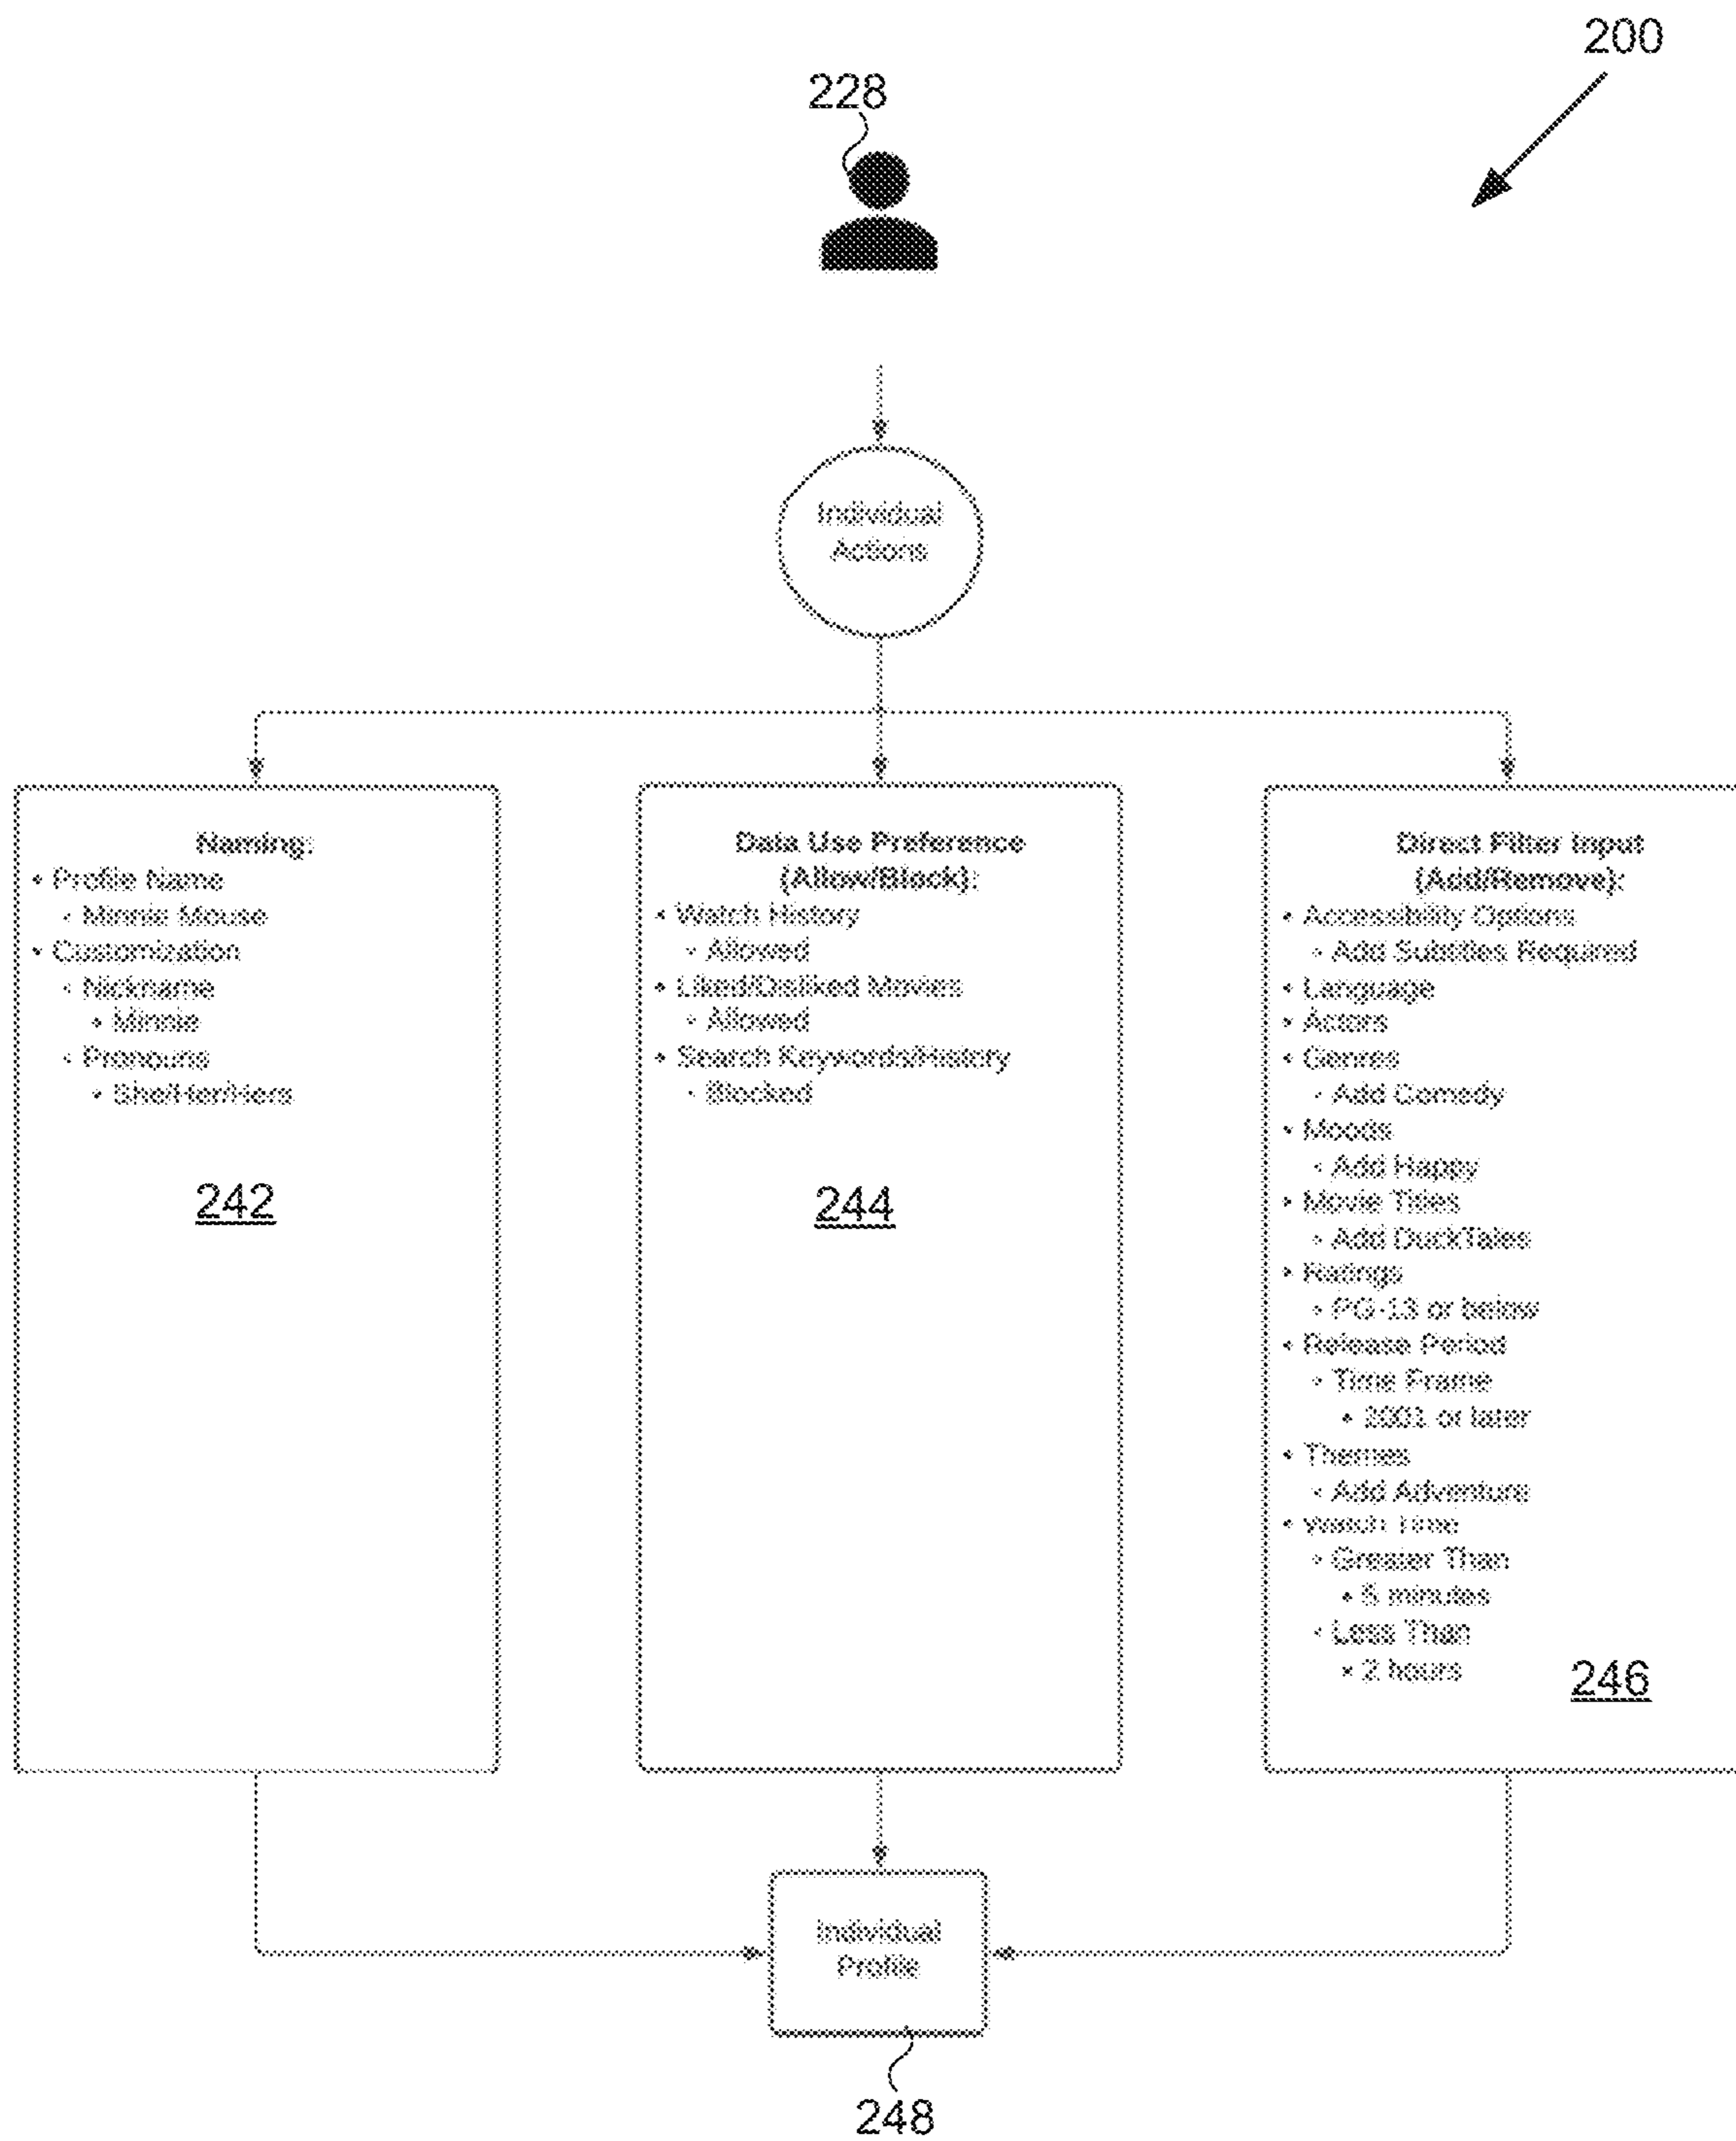 200
228
Individual
Actions
Naming:
• Profile Name
◦ Minnie Mouse
• Customization
◦ Nickname
▪ Minnie
◦ Pronouns
▪ She/Her/Hers
242
Data Use Preference
(Allow/Block):
• Watch History
◦ Allowed
• Liked/Disliked Movies
◦ Allowed
• Search Keywords/History
◦ Blocked
244
Direct Filter Input
(Add/Remove):
• Accessibility Options
◦ Add Subtitles Required
• Language
• Actors
• Genres
◦ Add Comedy
• Moods
◦ Add Happy
• Movie Titles
◦ Add DuckTales
• Ratings
◦ PG-13 or below
• Release Period
◦ Time Frame
▪ 2001 or later
• Themes
◦ Add Adventure
• Watch Time
◦ Greater Than
▪ 5 minutes
◦ Less Than
▪ 2 hours
246
Individual
Profile
248